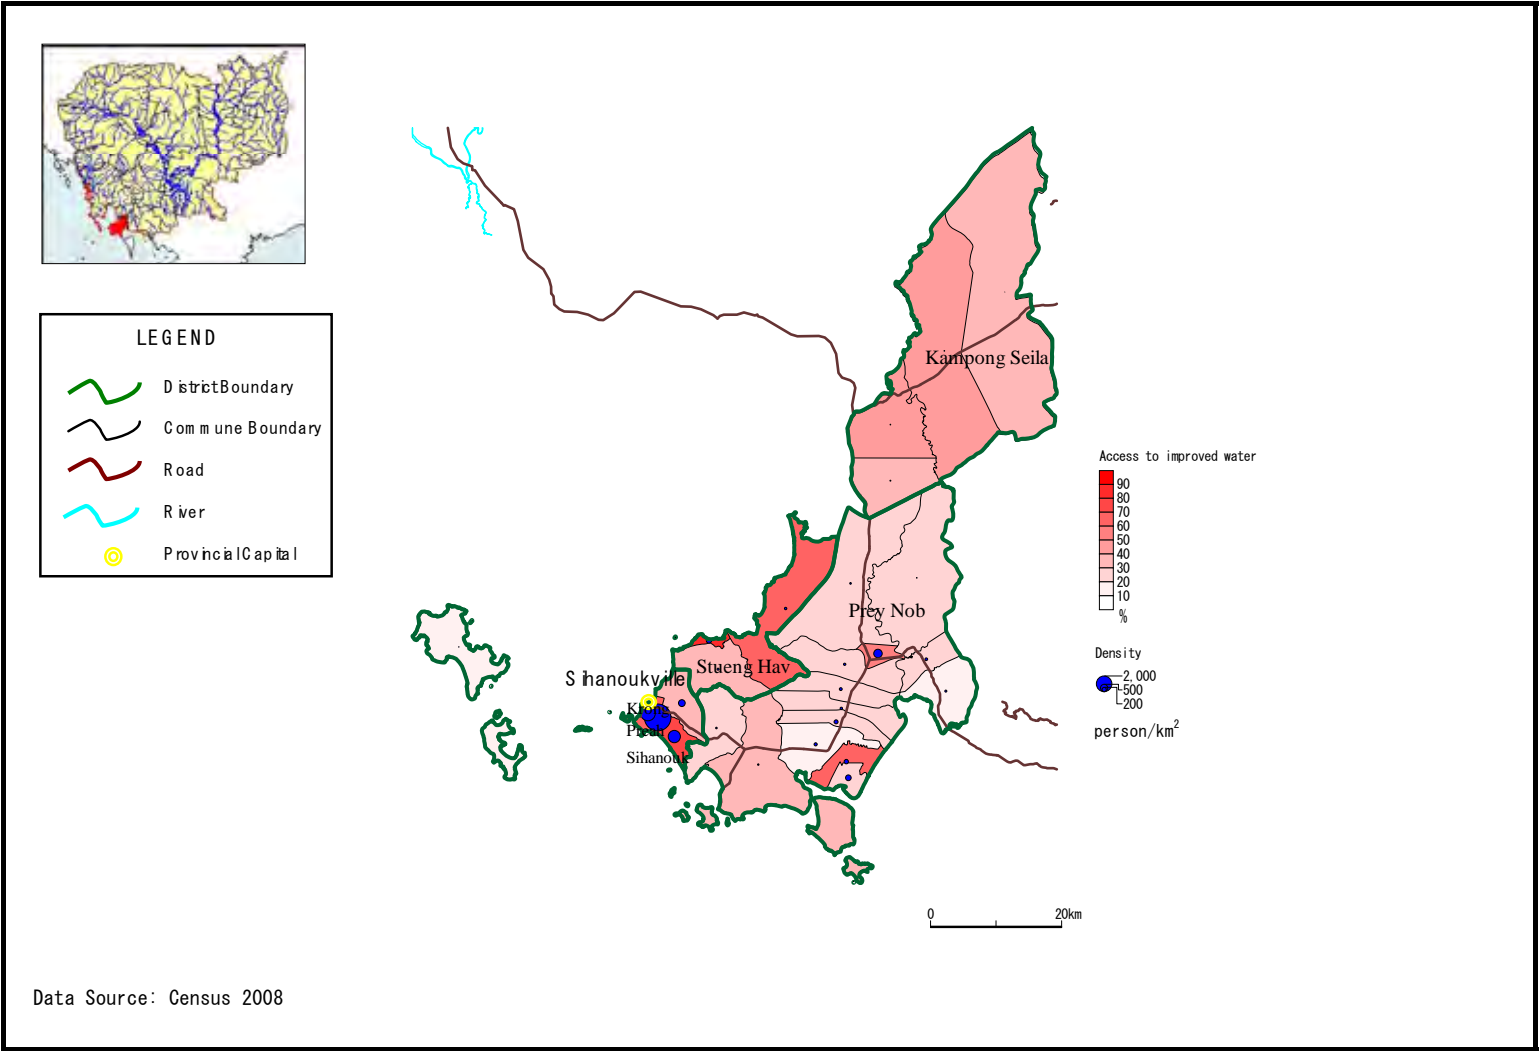 LEGEND
District Boundary
Commune Boundary
Road
River
Provincial Capital
Kampong Seila
Access to improved water
90
80
70
60
50
40
30
20
10
%
Prey Nob
Density
2,000
500
200
person/km2
Stueng Hav
Sihanoukville
Krong
Preah
Sihanouk
0 20km
Data Source: Census 2008